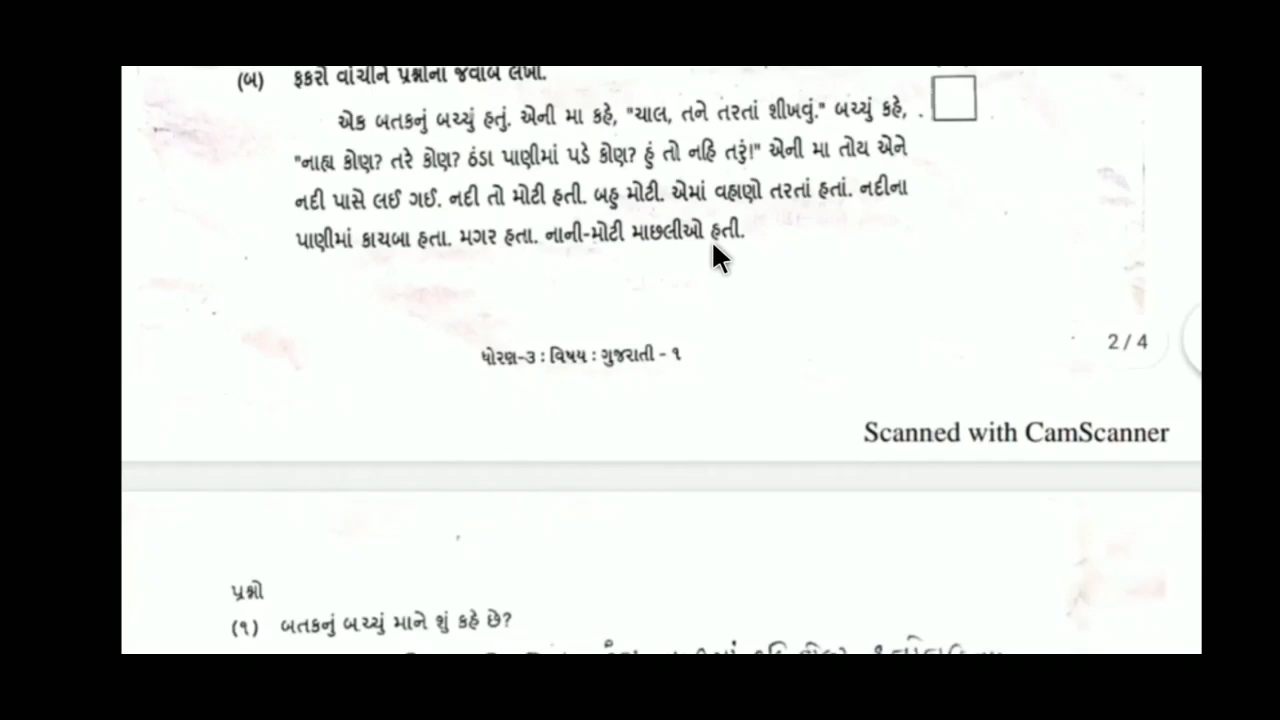 (બ) ફકરો વાંચીને પ્રશ્નોના જવાબ લખો.
એક બતકનું બચ્ચું હતું. એની મા કહે, "ચાલ, તને તરતાં શીખવું." બચ્ચું કહે,
"નાહ્ય કોણ? તરે કોણ? ઠંડા પાણીમાં પડે કોણ? હું તો નહિ તરું!" એની મા તોય એને
નદી પાસે લઈ ગઈ. નદી તો મોટી હતી. બહુ મોટી. એમાં વહાણો તરતાં હતાં. નદીના
પાણીમાં કાચબા હતા. મગર હતા. નાની-મોટી માછલીઓ હતી.
ધોરણ-૩ : વિષય : ગુજરાતી - ૧
2 / 4
Scanned with CamScanner
પ્રશ્નો
(૧) બતકનું બચ્ચું માને શું કહે છે?